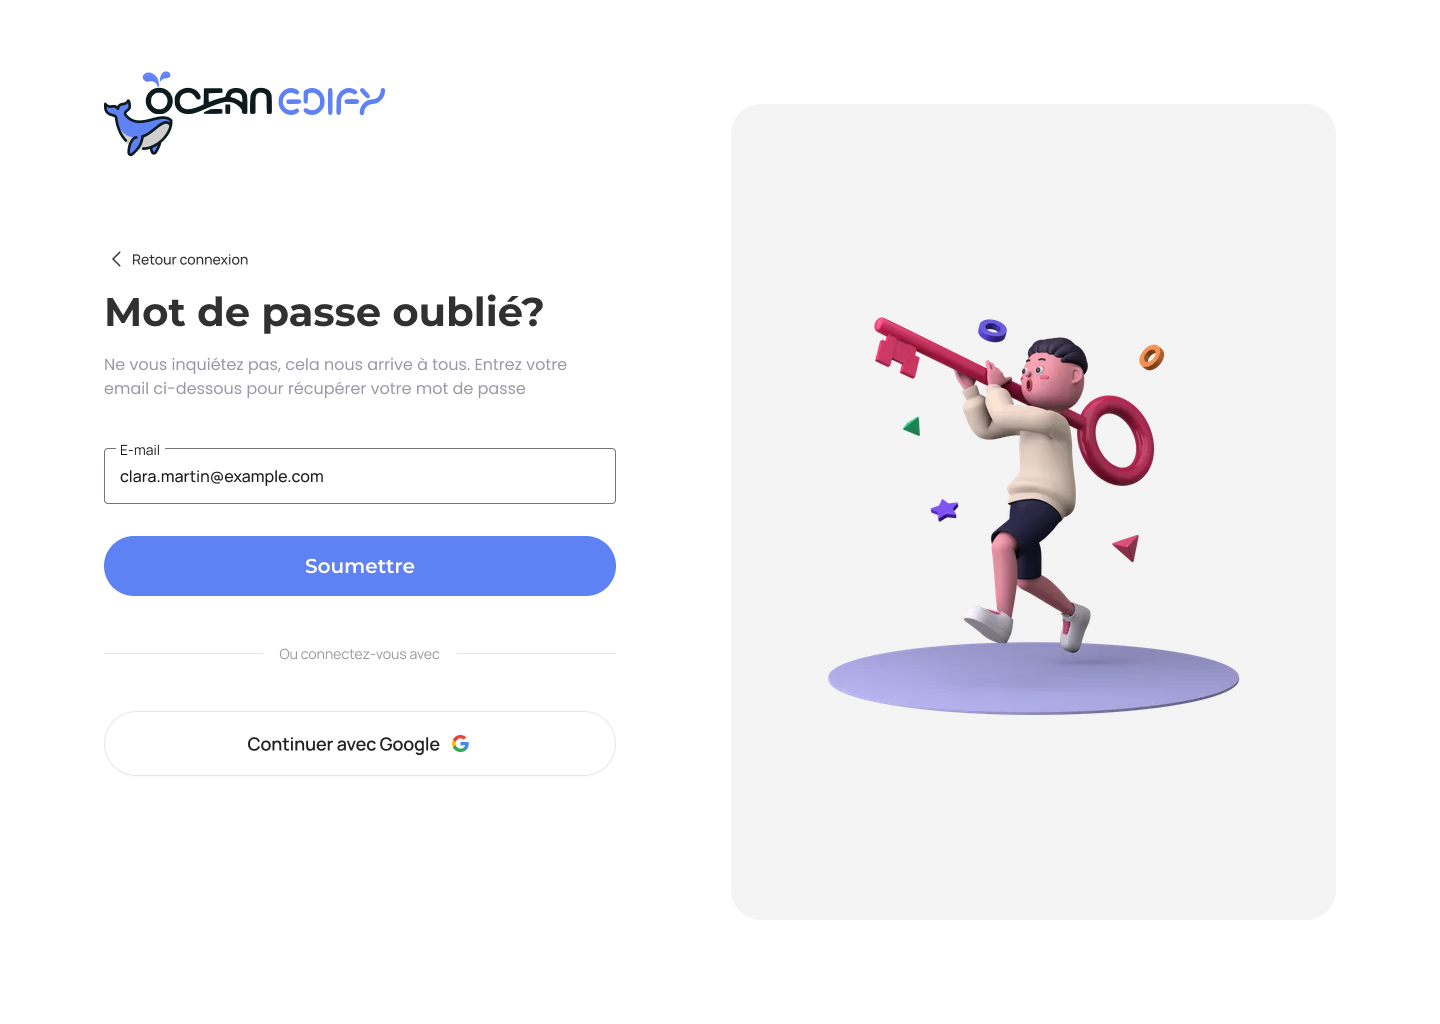 OCEAN EDIFY
Retour connexion
Mot de passe oublié?
Ne vous inquiétez pas, cela nous arrive à tous. Entrez votre
email ci-dessous pour récupérer votre mot de passe
E-mail
clara.martin@example.com
Soumettre
Ou connectez-vous avec
Continuer avec Google